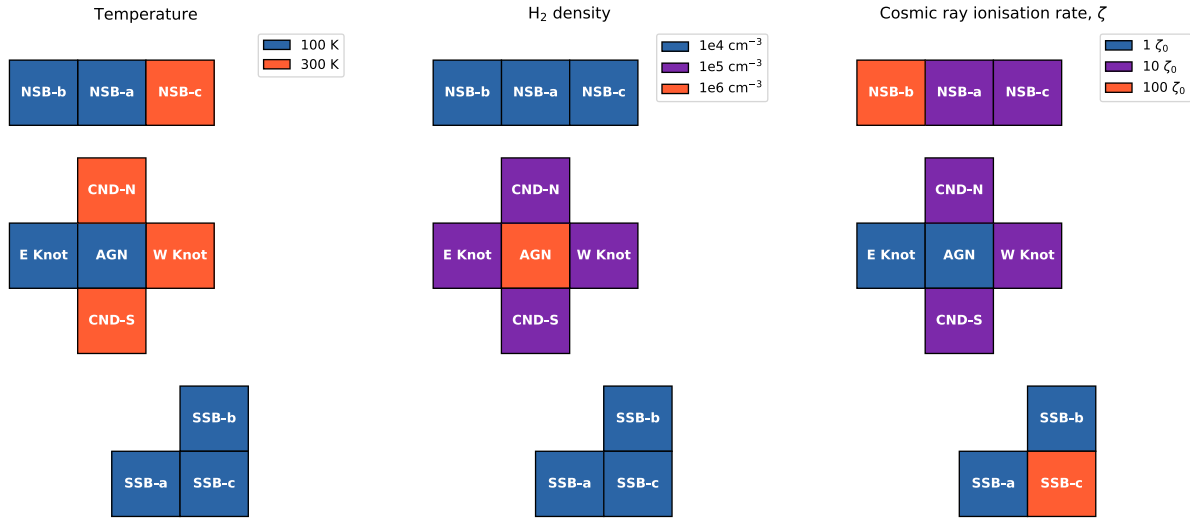 Temperature
100 K
300 K
NSB-b NSB-a NSB-c
CND-N
E Knot AGN W Knot
CND-S
SSB-b
SSB-a SSB-c
H₂ density
1e4 cm⁻³
1e5 cm⁻³
1e6 cm⁻³
NSB-b NSB-a NSB-c
CND-N
E Knot AGN W Knot
CND-S
SSB-b
SSB-a SSB-c
Cosmic ray ionisation rate, ζ
1 ζ₀
10 ζ₀
100 ζ₀
NSB-b NSB-a NSB-c
CND-N
E Knot AGN W Knot
CND-S
SSB-b
SSB-a SSB-c